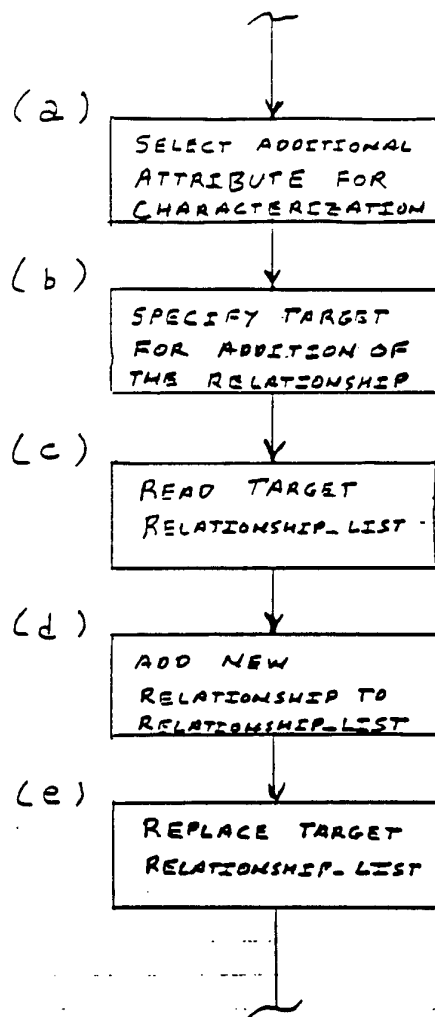 (a)
SELECT ADDITIONAL
ATTRIBUTE FOR
CHARACTERIZATION
(b)
SPECIFY TARGET
FOR ADDITION OF
THE RELATIONSHIP
(c)
READ TARGET
RELATIONSHIP_LIST
(d)
ADD NEW
RELATIONSHIP TO
RELATIONSHIP_LIST
(e)
REPLACE TARGET
RELATIONSHIP_LIST